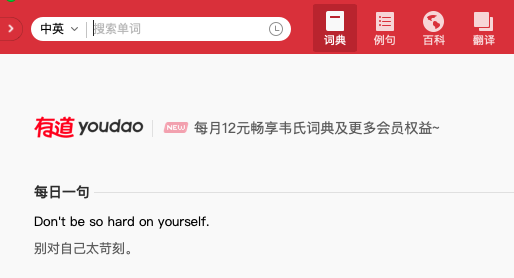 中英 搜索单词
词典 例句 百科 翻译
有道 youdao NEW 每月12元畅享韦氏词典及更多会员权益~
每日一句
Don't be so hard on yourself.
别对自己太苛刻。